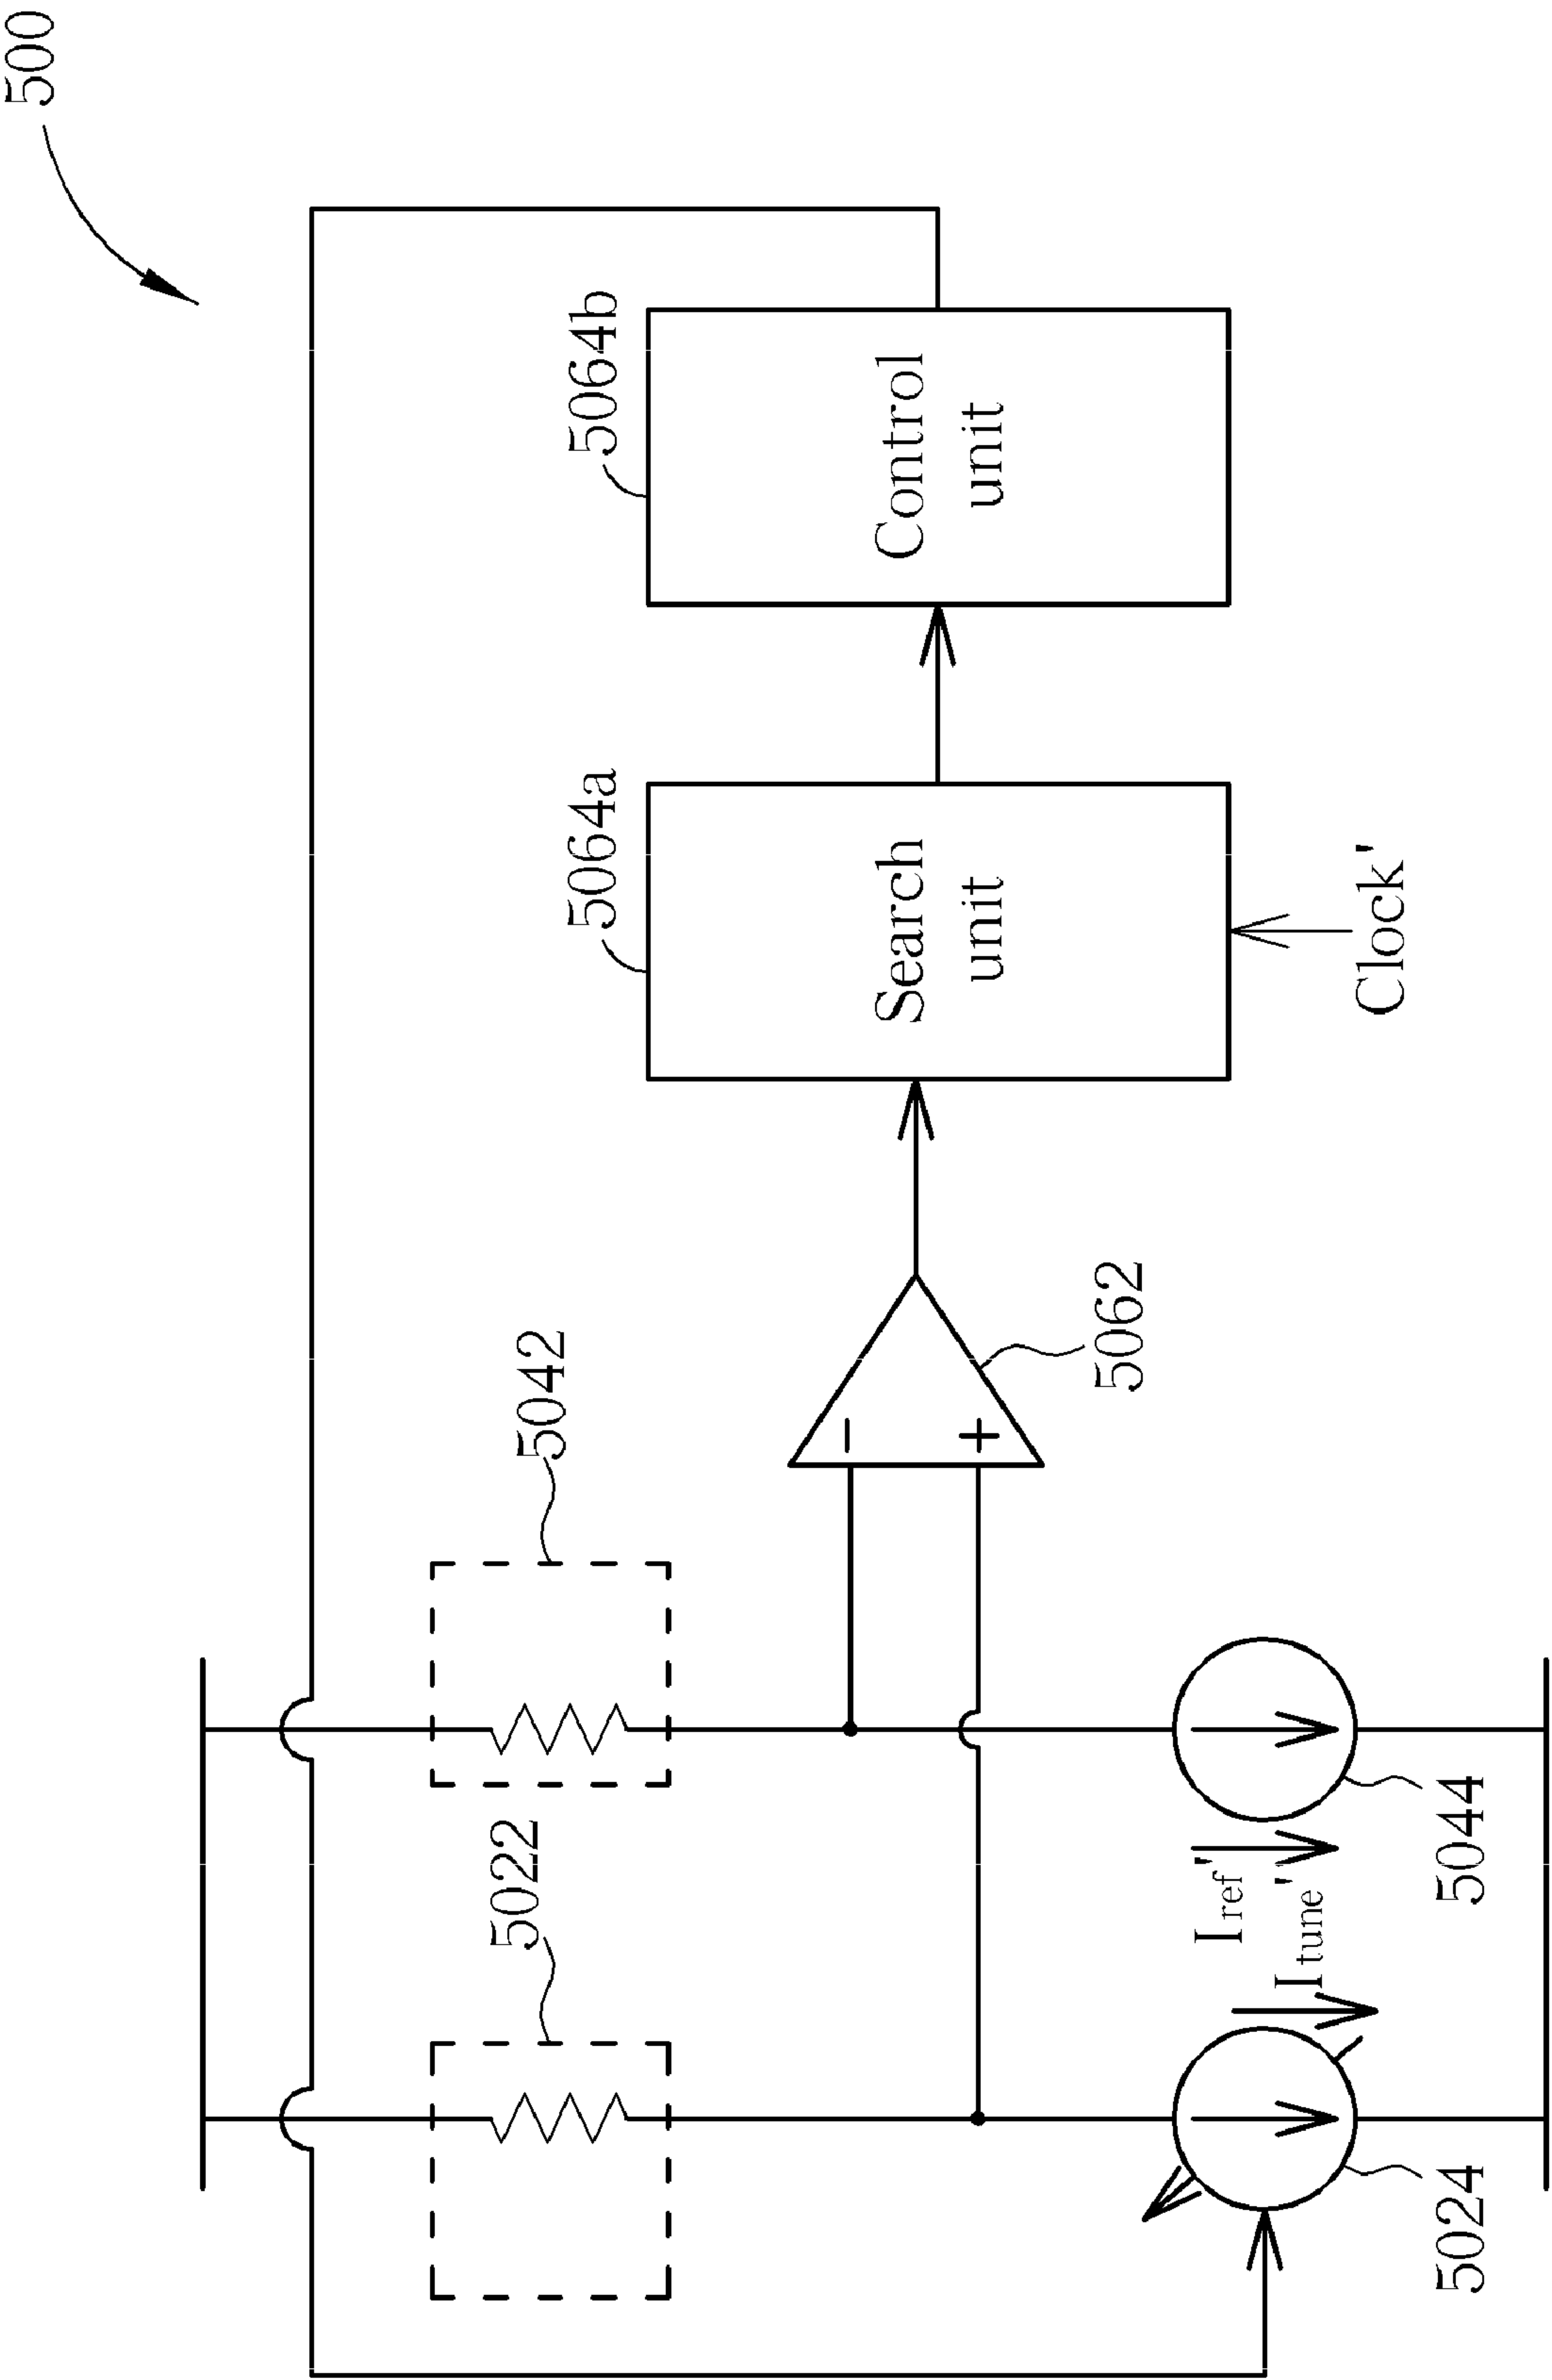 500
5022
5042
5064a
5064b
−
+
Search
unit
Control
unit
5062
Iref'
Itune'
5024
5044
Clock'